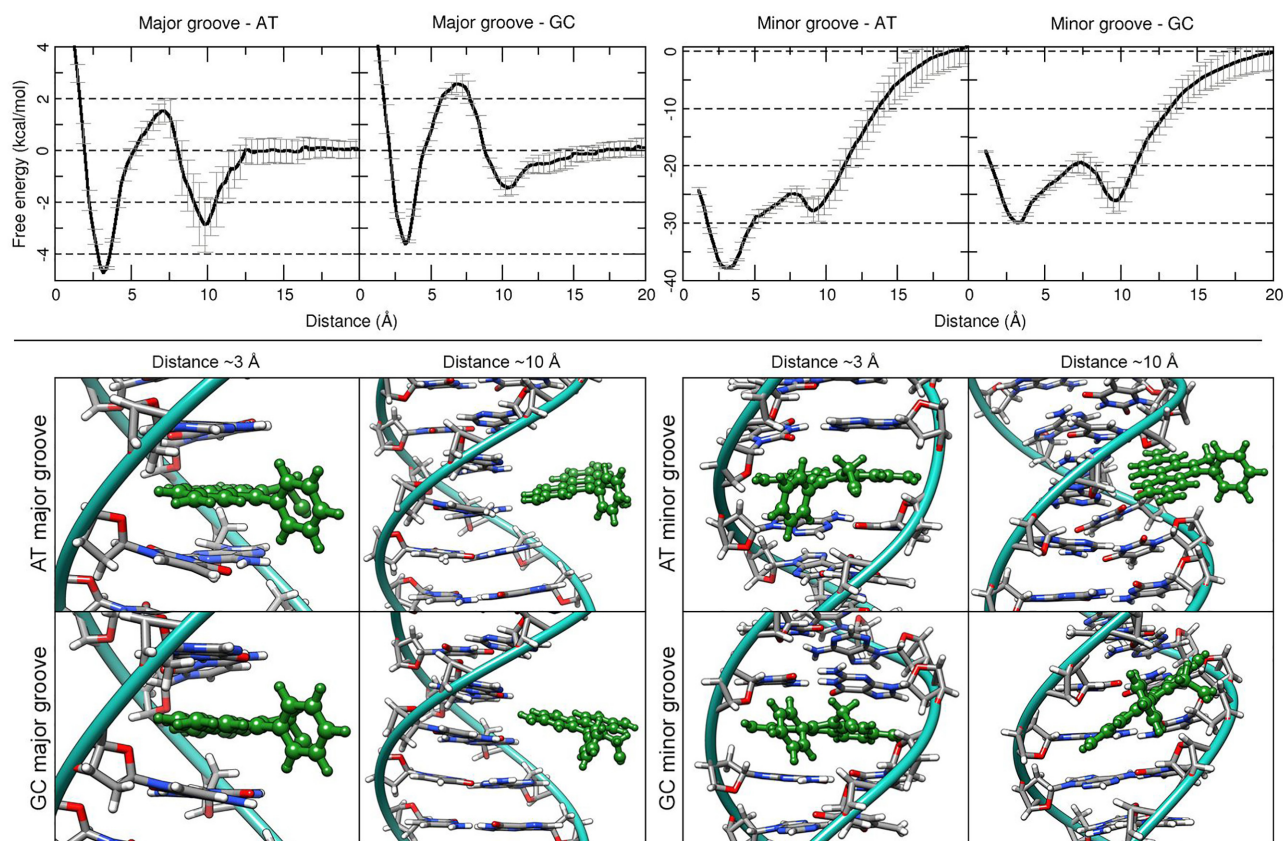 Major groove - AT Major groove - GC Minor groove - AT Minor groove - GC
Free energy (kcal/mol)
4
2
0
-2
-4
0
-10
-20
-30
-40
0 5 10 15 0 5 10 15 20 0 5 10 15 0 5 10 15 20
Distance (Å) Distance (Å)
Distance ~3 Å Distance ~10 Å Distance ~3 Å Distance ~10 Å
AT major groove
AT minor groove
GC major groove
GC minor groove